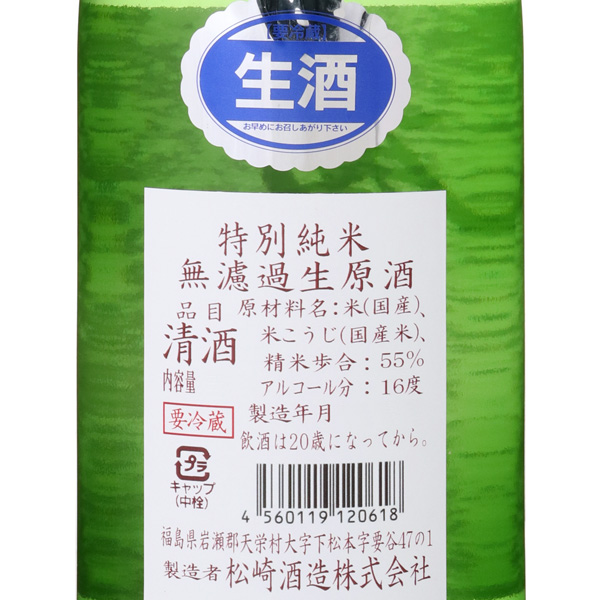 【要冷蔵】
生酒
お早めにお召しあがり下さい
特別純米
無濾過生原酒
品目 原材料名:米(国産)、
清酒 米こうじ(国産米)、
精米歩合:55%
内容量 アルコール分:16度
要冷蔵 製造年月
飲酒は20歳になってから。
プラ
キャップ
(中栓)
4 560119 120618
福島県岩瀬郡天栄村大字下松本字要谷47の1
製造者 松崎酒造株式会社